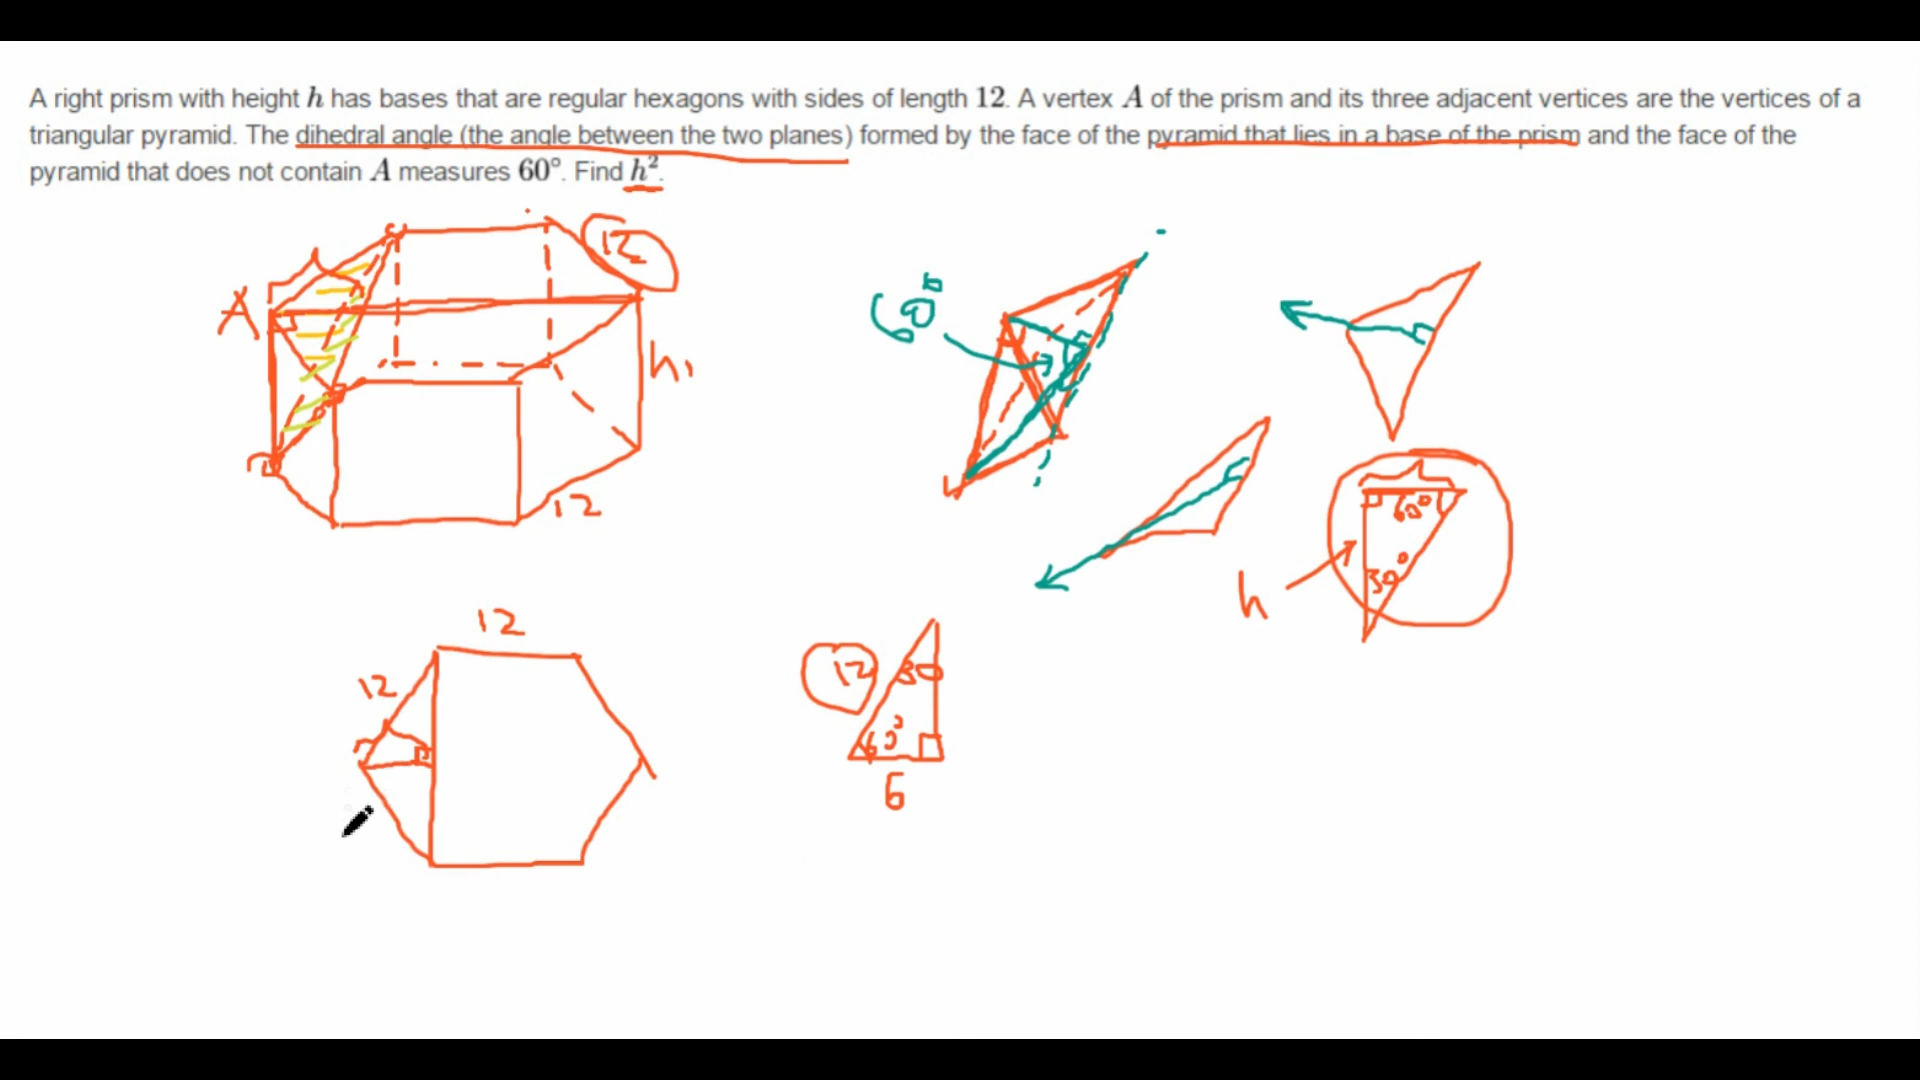 A right prism with height h has bases that are regular hexagons with sides of length 12. A vertex A of the prism and its three adjacent vertices are the vertices of a
triangular pyramid. The dihedral angle (the angle between the two planes) formed by the face of the pyramid that lies in a base of the prism and the face of the
pyramid that does not contain A measures 60°. Find h².
12
A
60°
h
12
60°
30°
h
12
12
12
30
60°
6